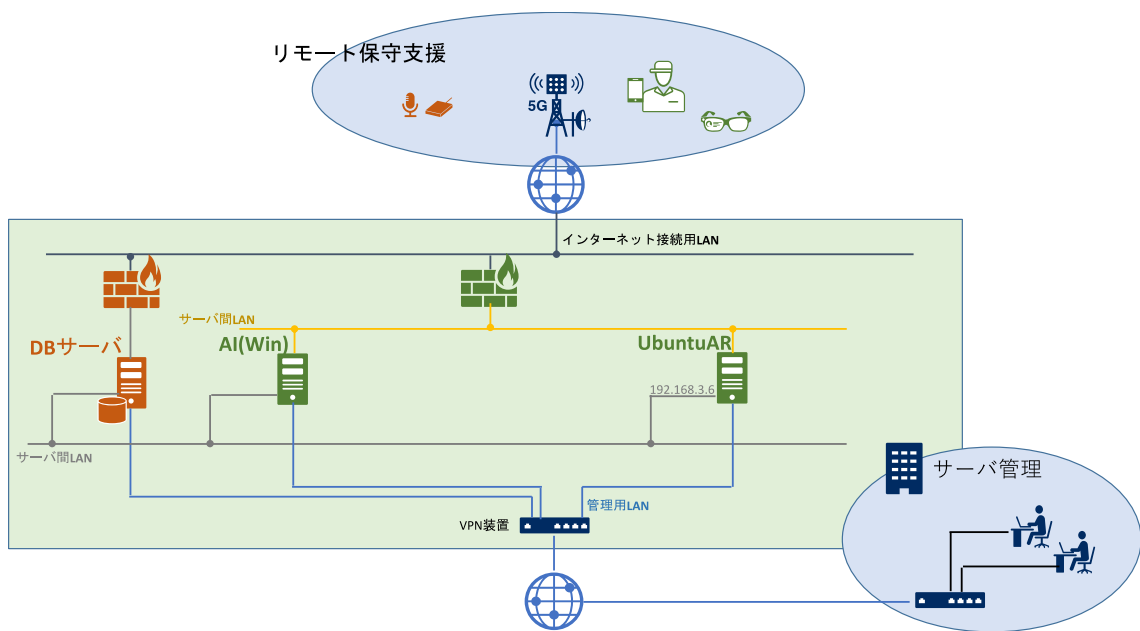 リモート保守支援
5G
インターネット接続用LAN
サーバ間LAN
DBサーバ
AI(Win)
UbuntuAR
192.168.3.6
サーバ間LAN
サーバ管理
管理用LAN
VPN装置